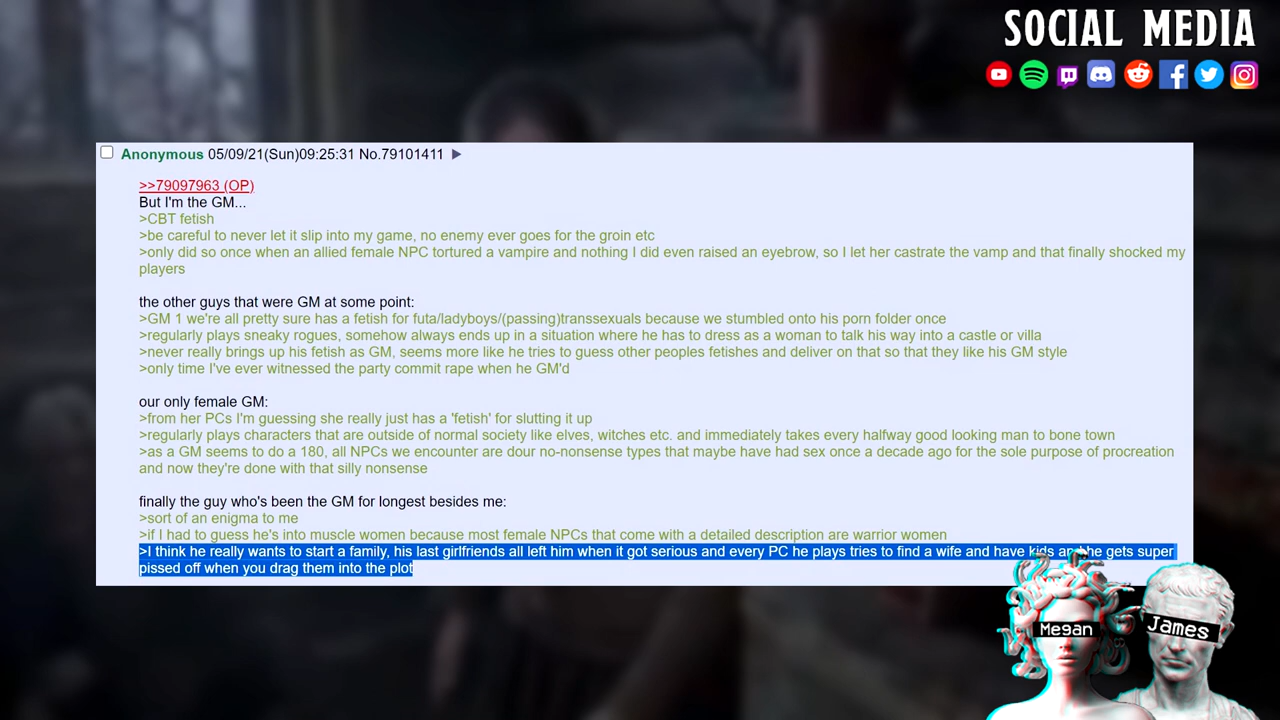 SOCIAL MEDIA
Anonymous 05/09/21(Sun)09:25:31 No.79101411 ▶
>>79097963 (OP)
But I'm the GM...
>CBT fetish
>be careful to never let it slip into my game, no enemy ever goes for the groin etc
>only did so once when an allied female NPC tortured a vampire and nothing I did even raised an eyebrow, so I let her castrate the vamp and that finally shocked my
players
the other guys that were GM at some point:
>GM 1 we're all pretty sure has a fetish for futa/ladyboys/(passing)transsexuals because we stumbled onto his porn folder once
>regularly plays sneaky rogues, somehow always ends up in a situation where he has to dress as a woman to talk his way into a castle or villa
>never really brings up his fetish as GM, seems more like he tries to guess other peoples fetishes and deliver on that so that they like his GM style
>only time I've ever witnessed the party commit rape when he GM'd
our only female GM:
>from her PCs I'm guessing she really just has a 'fetish' for slutting it up
>regularly plays characters that are outside of normal society like elves, witches etc. and immediately takes every halfway good looking man to bone town
>as a GM seems to do a 180, all NPCs we encounter are dour no-nonsense types that maybe have had sex once a decade ago for the sole purpose of procreation
and now they're done with that silly nonsense
finally the guy who's been the GM for longest besides me:
>sort of an enigma to me
>if I had to guess he's into muscle women because most female NPCs that come with a detailed description are warrior women
>I think he really wants to start a family, his last girlfriends all left him when it got serious and every PC he plays tries to find a wife and have kids and he gets super
pissed off when you drag them into the plot
Megan
James